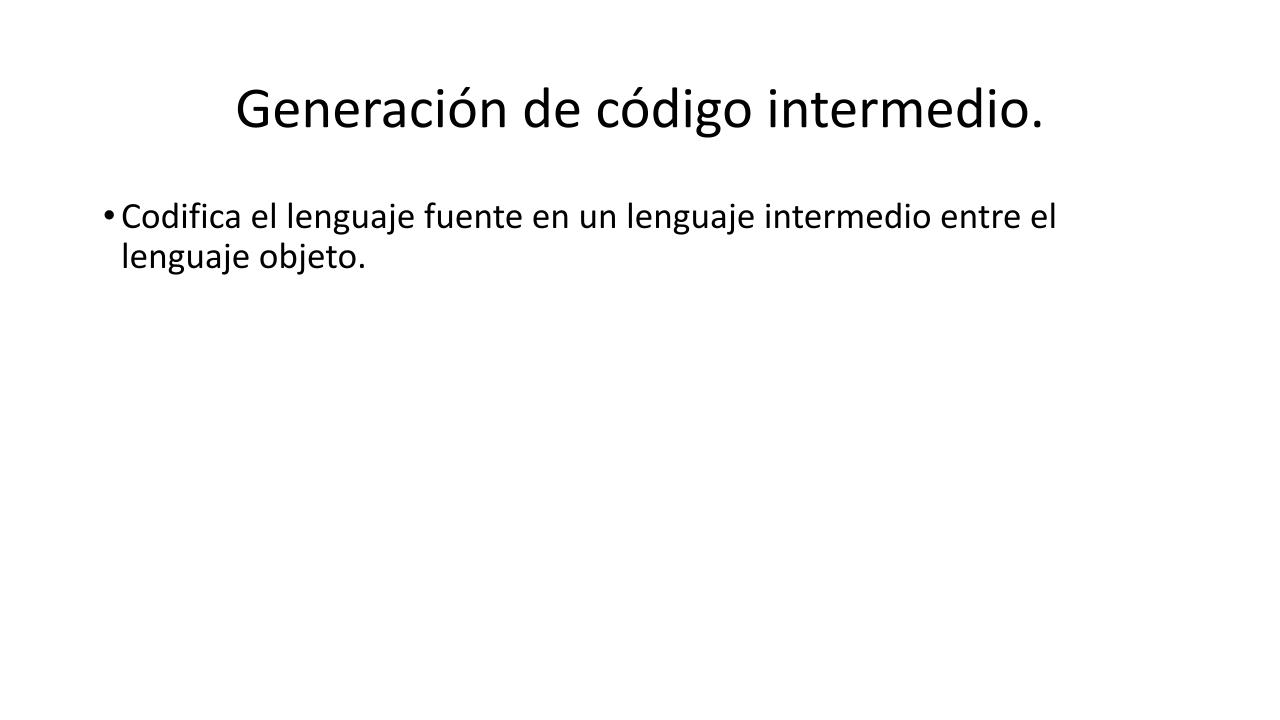 Generación de código intermedio.
• Codifica el lenguaje fuente en un lenguaje intermedio entre el
lenguaje objeto.